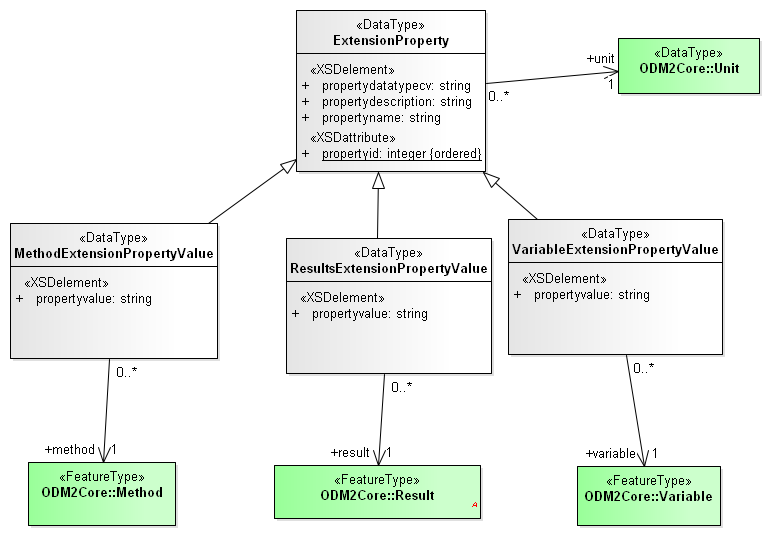 «DataType»
ExtensionProperty
«XSDelement»
+ propertydatatypecv: string
+ propertydescription: string
+ propertyname: string
«XSDattribute»
+ propertyid: integer {ordered}
+unit
0..*
1
«DataType»
ODM2Core::Unit
«DataType»
MethodExtensionPropertyValue
«XSDelement»
+ propertyvalue: string
«DataType»
ResultsExtensionPropertyValue
«XSDelement»
+ propertyvalue: string
«DataType»
VariableExtensionPropertyValue
«XSDelement»
+ propertyvalue: string
0..*
+method
1
0..*
+result
1
0..*
+variable
1
«FeatureType»
ODM2Core::Method
«FeatureType»
ODM2Core::Result
A
«FeatureType»
ODM2Core::Variable